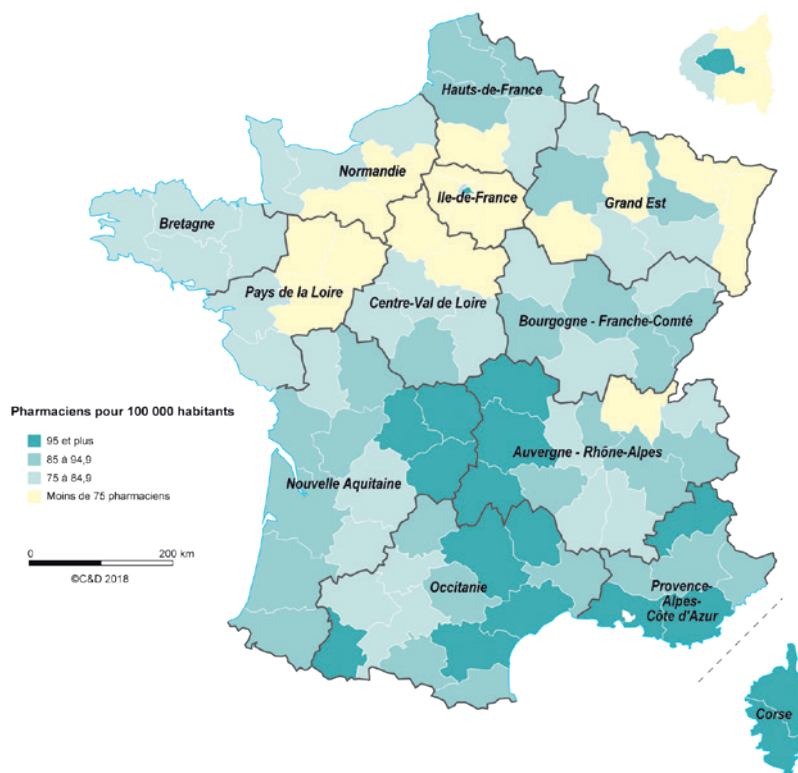 Hauts-de-France
Normandie
Ile-de-France
Grand Est
Bretagne
Pays de la Loire
Centre-Val de Loire
Bourgogne - Franche-Comté
Pharmaciens pour 100 000 habitants
95 et plus
85 à 94,9
75 à 84,9
Moins de 75 pharmaciens
Auvergne - Rhône-Alpes
Nouvelle Aquitaine
0 200 km
©C&D 2018
Occitanie
Provence-
Alpes-
Côte d'Azur
Corse